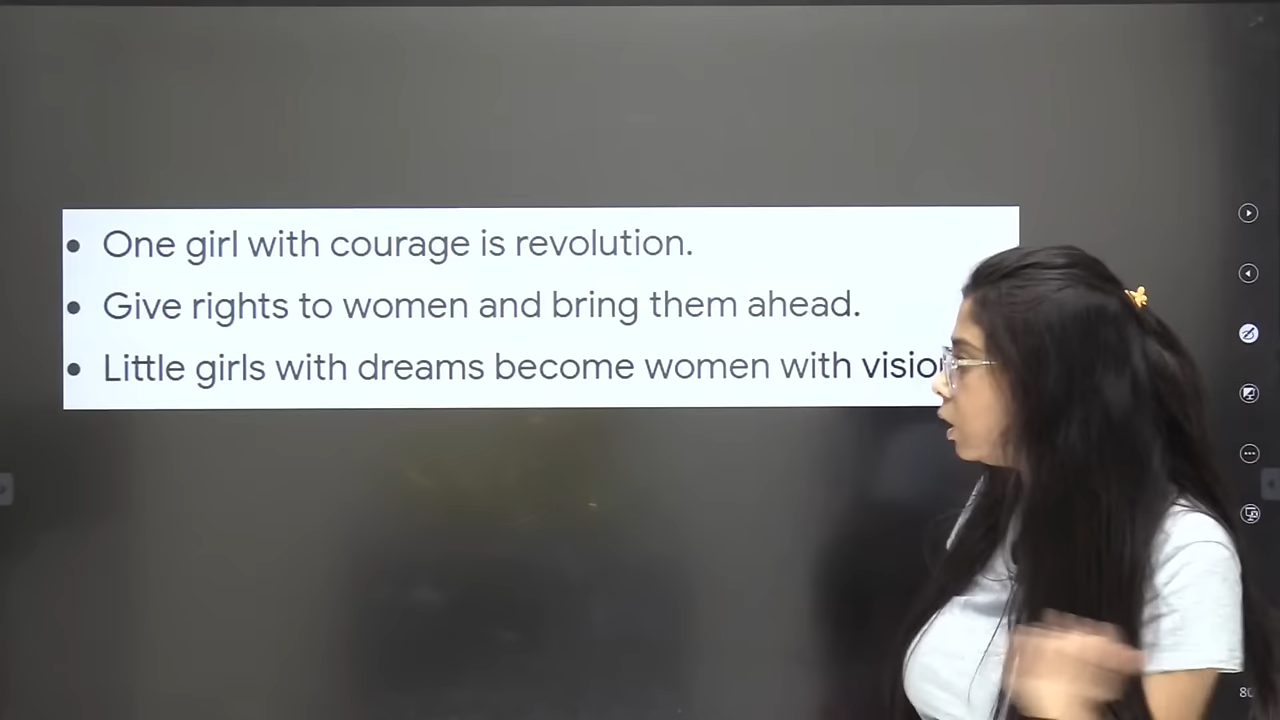 • One girl with courage is revolution.
• Give rights to women and bring them ahead.
• Little girls with dreams become women with